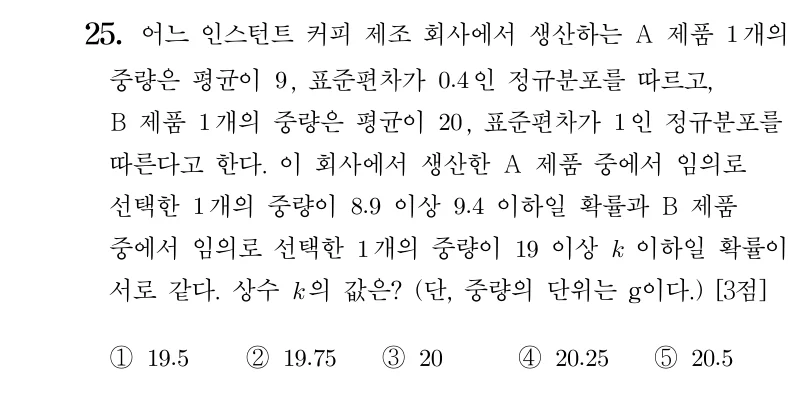 25. 어느 인스턴트 커피 제조 회사에서 생산하는 A 제품 1개의
중량은 평균이 9, 표준편차가 0.4인 정규분포를 따르고,
B 제품 1개의 중량은 평균이 20, 표준편차가 1인 정규분포를
따른다고 한다. 이 회사에서 생산한 A 제품 중에서 임의로
선택한 1개의 중량이 8.9 이상 9.4 이하일 확률과 B 제품
중에서 임의로 선택한 1개의 중량이 19 이상 k 이하일 확률이
서로 같다. 상수 k의 값은? (단, 중량의 단위는 g이다.) [3점]
① 19.5 ② 19.75 ③ 20 ④ 20.25 ⑤ 20.5